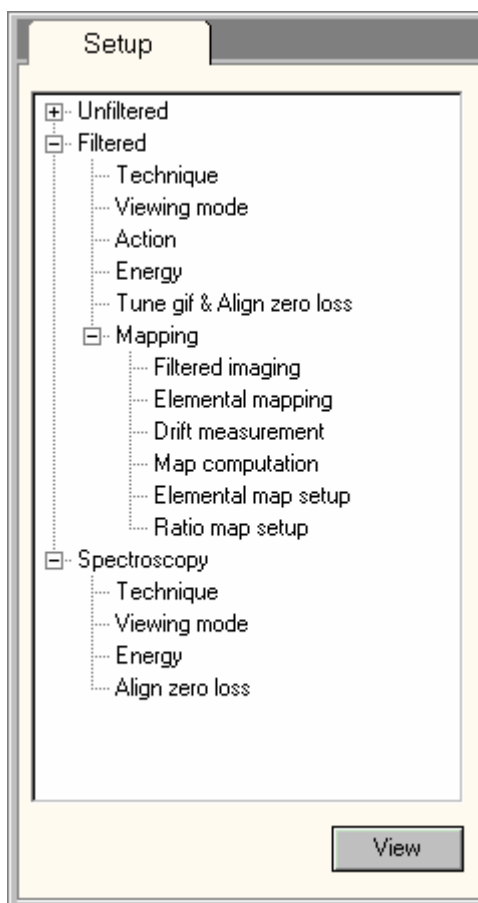 Setup
Unfiltered
Filtered
Technique
Viewing mode
Action
Energy
Tune gif & Align zero loss
Mapping
Filtered imaging
Elemental mapping
Drift measurement
Map computation
Elemental map setup
Ratio map setup
Spectroscopy
Technique
Viewing mode
Energy
Align zero loss
View